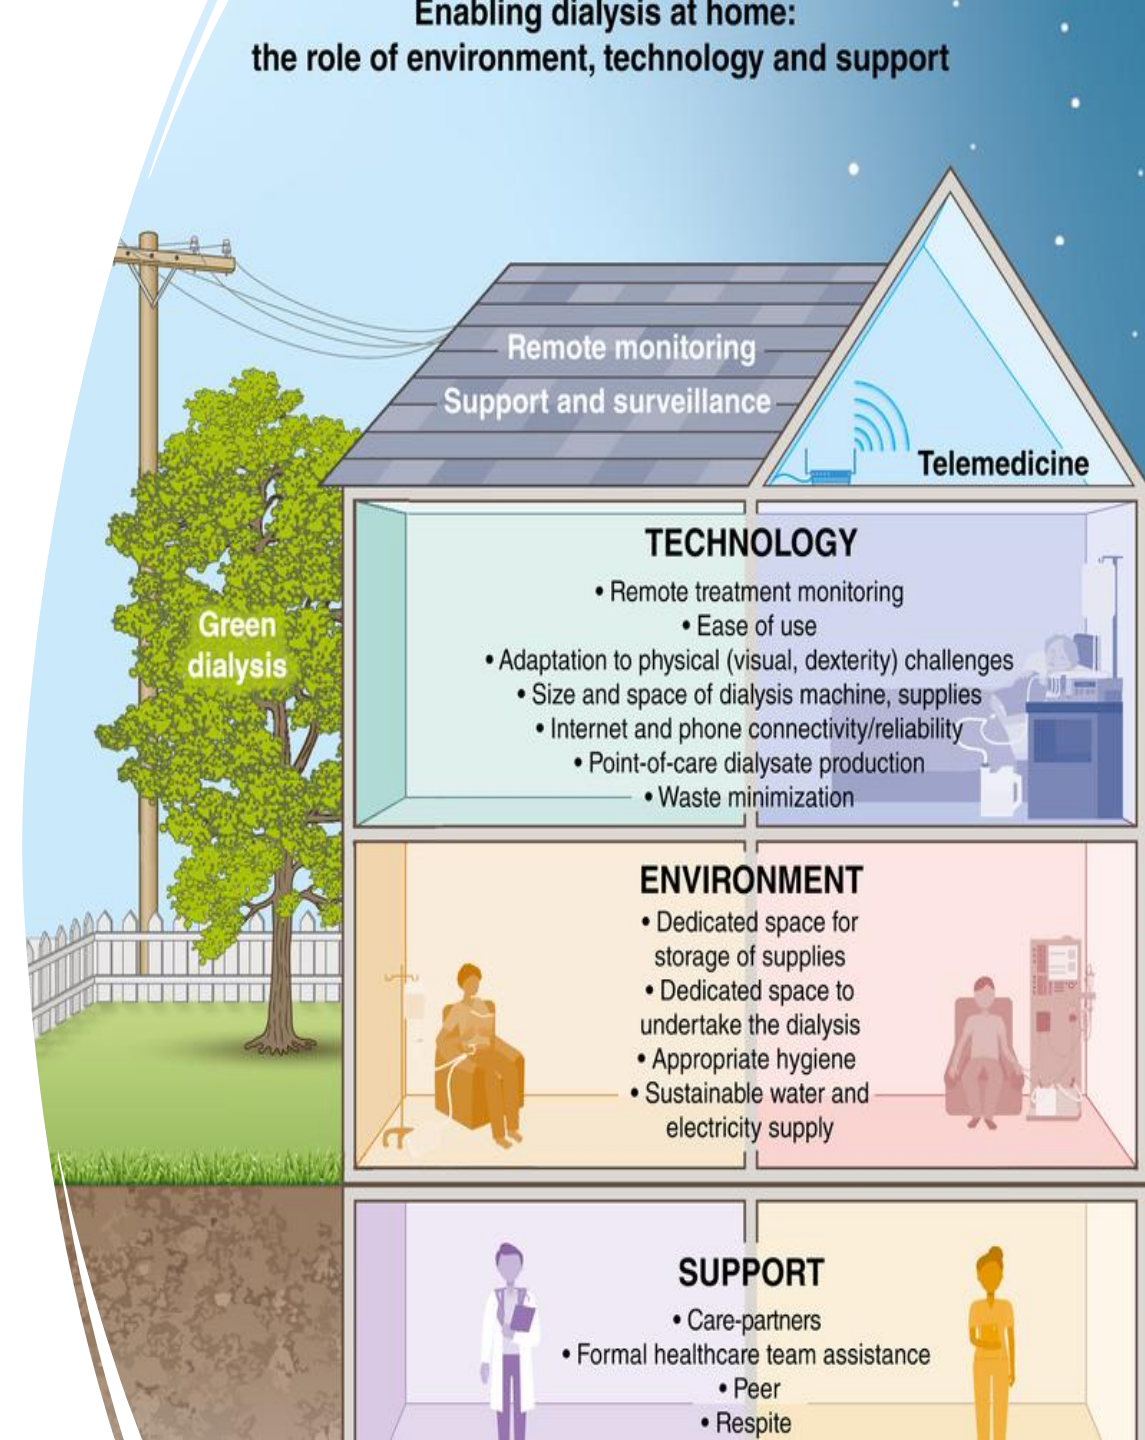 Enabling dialysis at home:
the role of environment, technology and support
Remote monitoring
Support and surveillance
Telemedicine
Green
dialysis
TECHNOLOGY
• Remote treatment monitoring
• Ease of use
• Adaptation to physical (visual, dexterity) challenges
• Size and space of dialysis machine, supplies
• Internet and phone connectivity/reliability
• Point-of-care dialysate production
• Waste minimization
ENVIRONMENT
• Dedicated space for
storage of supplies
• Dedicated space to
undertake the dialysis
• Appropriate hygiene
• Sustainable water and
electricity supply
SUPPORT
• Care-partners
• Formal healthcare team assistance
• Peer
• Respite